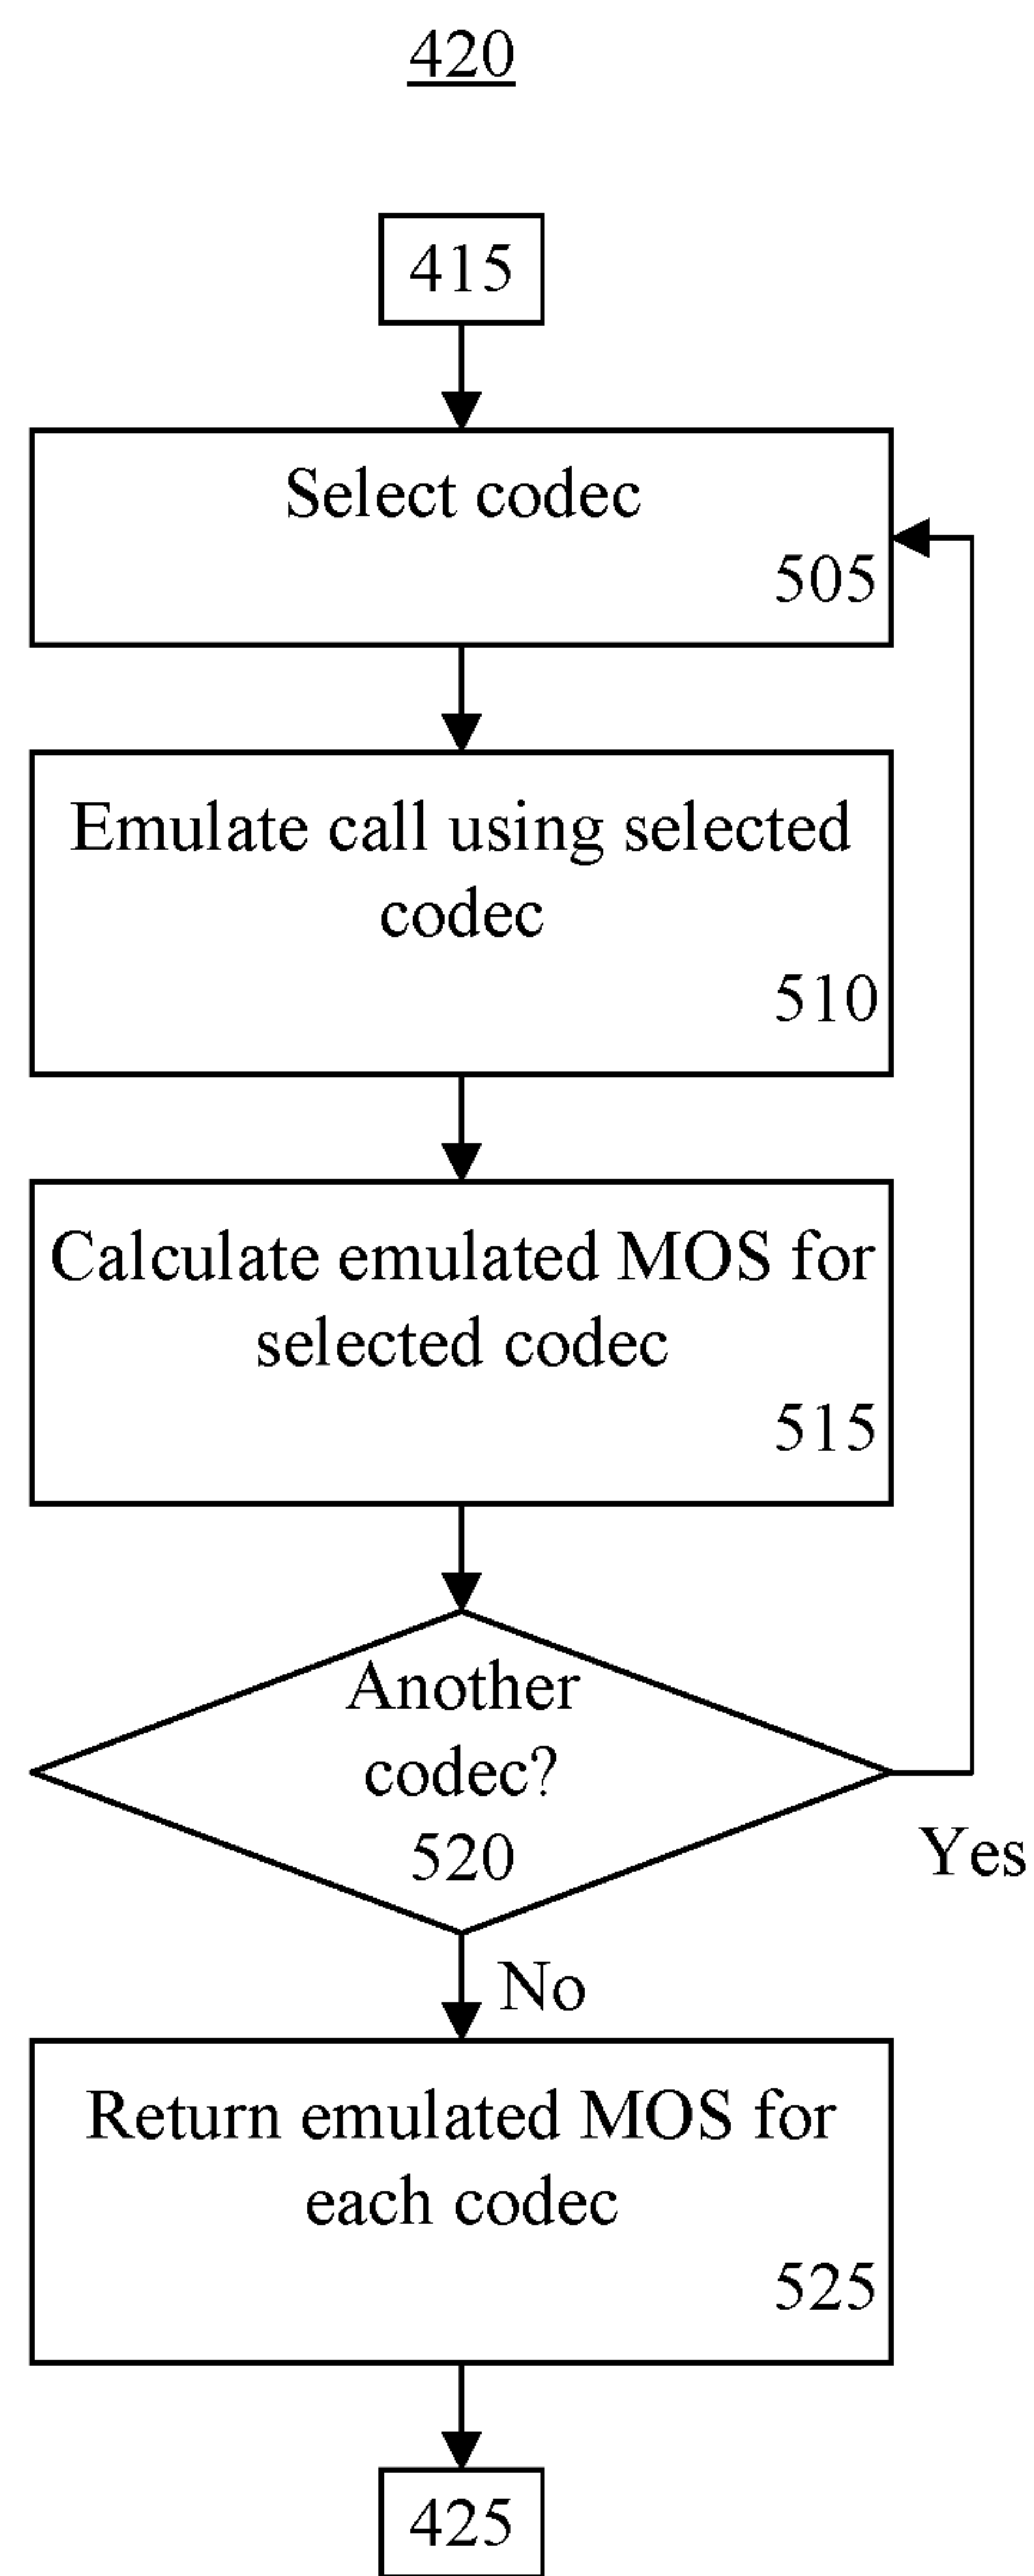 420
415
Select codec
505
Emulate call using selected
codec
510
Calculate emulated MOS for
selected codec
515
Another
codec?
520
Yes
No
Return emulated MOS for
each codec
525
425